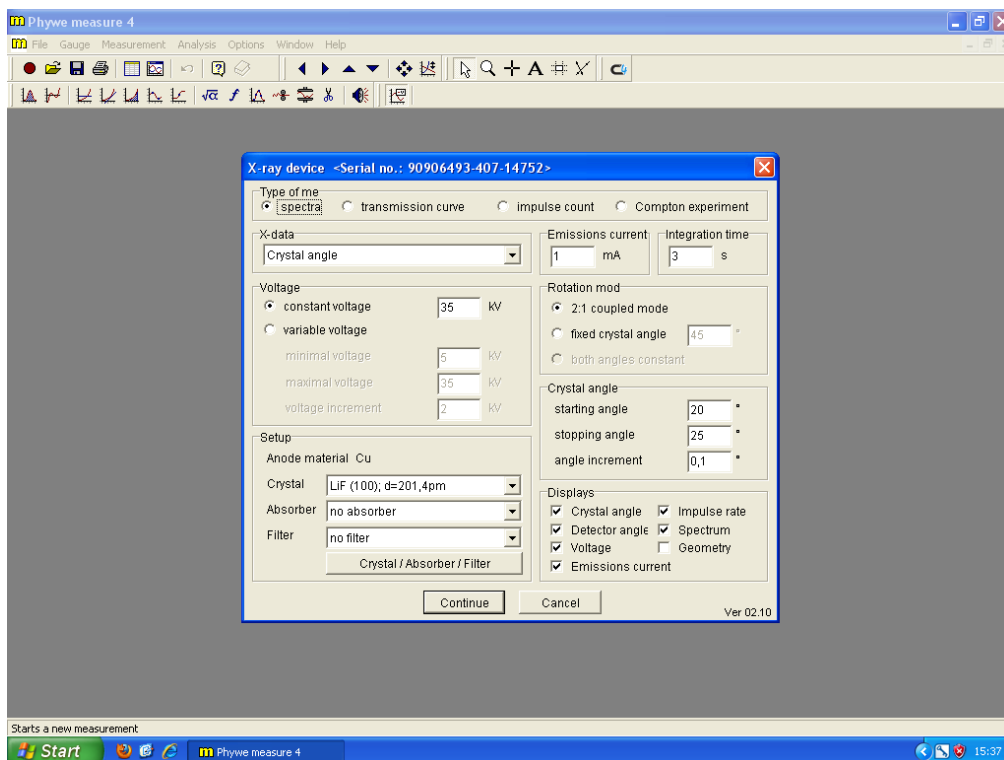 Phywe measure 4
File Gauge Measurement Analysis Options Window Help
X-ray device <Serial no.: 90906493-407-14752>
Type of me
spectra transmission curve impulse count Compton experiment
X-data
Crystal angle
Emissions current
1 mA
Integration time
3 s
Voltage
constant voltage 35 kV
variable voltage
minimal voltage 5 kV
maximal voltage 35 kV
voltage increment 2 kV
Rotation mod
2:1 coupled mode
fixed crystal angle 45 °
both angles constant
Crystal angle
starting angle 20 °
stopping angle 25 °
angle increment 0,1 °
Setup
Anode material Cu
Crystal LiF (100); d=201,4pm
Absorber no absorber
Filter no filter
Crystal / Absorber / Filter
Displays
Crystal angle Impulse rate
Detector angle Spectrum
Voltage Geometry
Emissions current
Continue Cancel
Ver 02.10
Starts a new measurement
Start Phywe measure 4 15:37